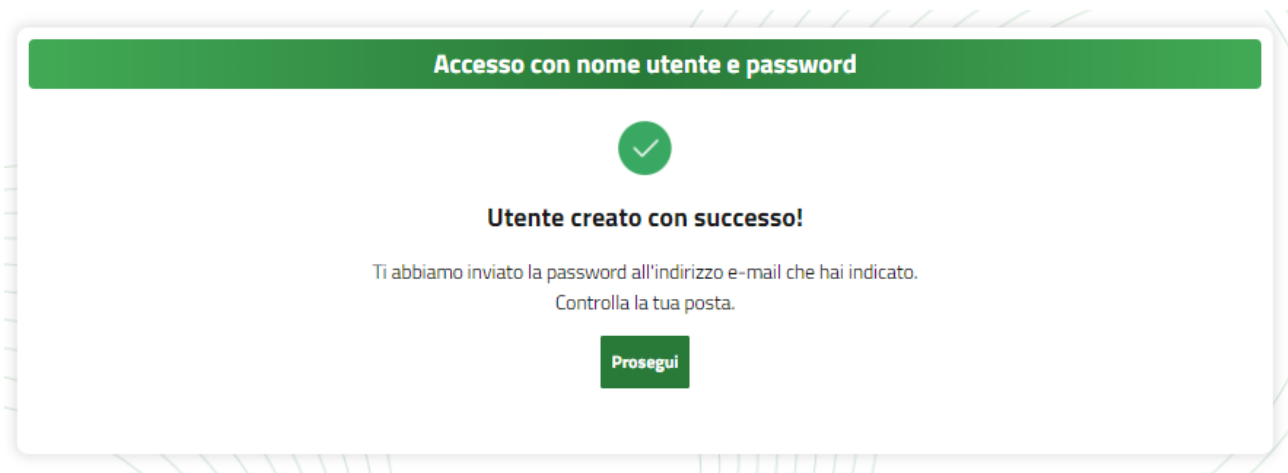 Accesso con nome utente e password
Utente creato con successo!
Ti abbiamo inviato la password all'indirizzo e-mail che hai indicato.
Controlla la tua posta.
Prosegui